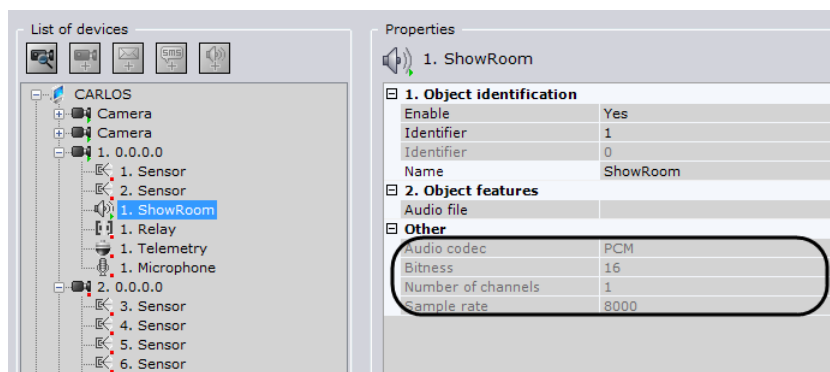 List of devices
SMS
CARLOS
Camera
Camera
1. 0.0.0.0
1. Sensor
2. Sensor
1. ShowRoom
1. Relay
1. Telemetry
1. Microphone
2. 0.0.0.0
3. Sensor
4. Sensor
5. Sensor
6. Sensor
Properties
1. ShowRoom
1. Object identification
Enable Yes
Identifier 1
Identifier 0
Name ShowRoom
2. Object features
Audio file
Other
Audio codec PCM
Bitness 16
Number of channels 1
Sample rate 8000